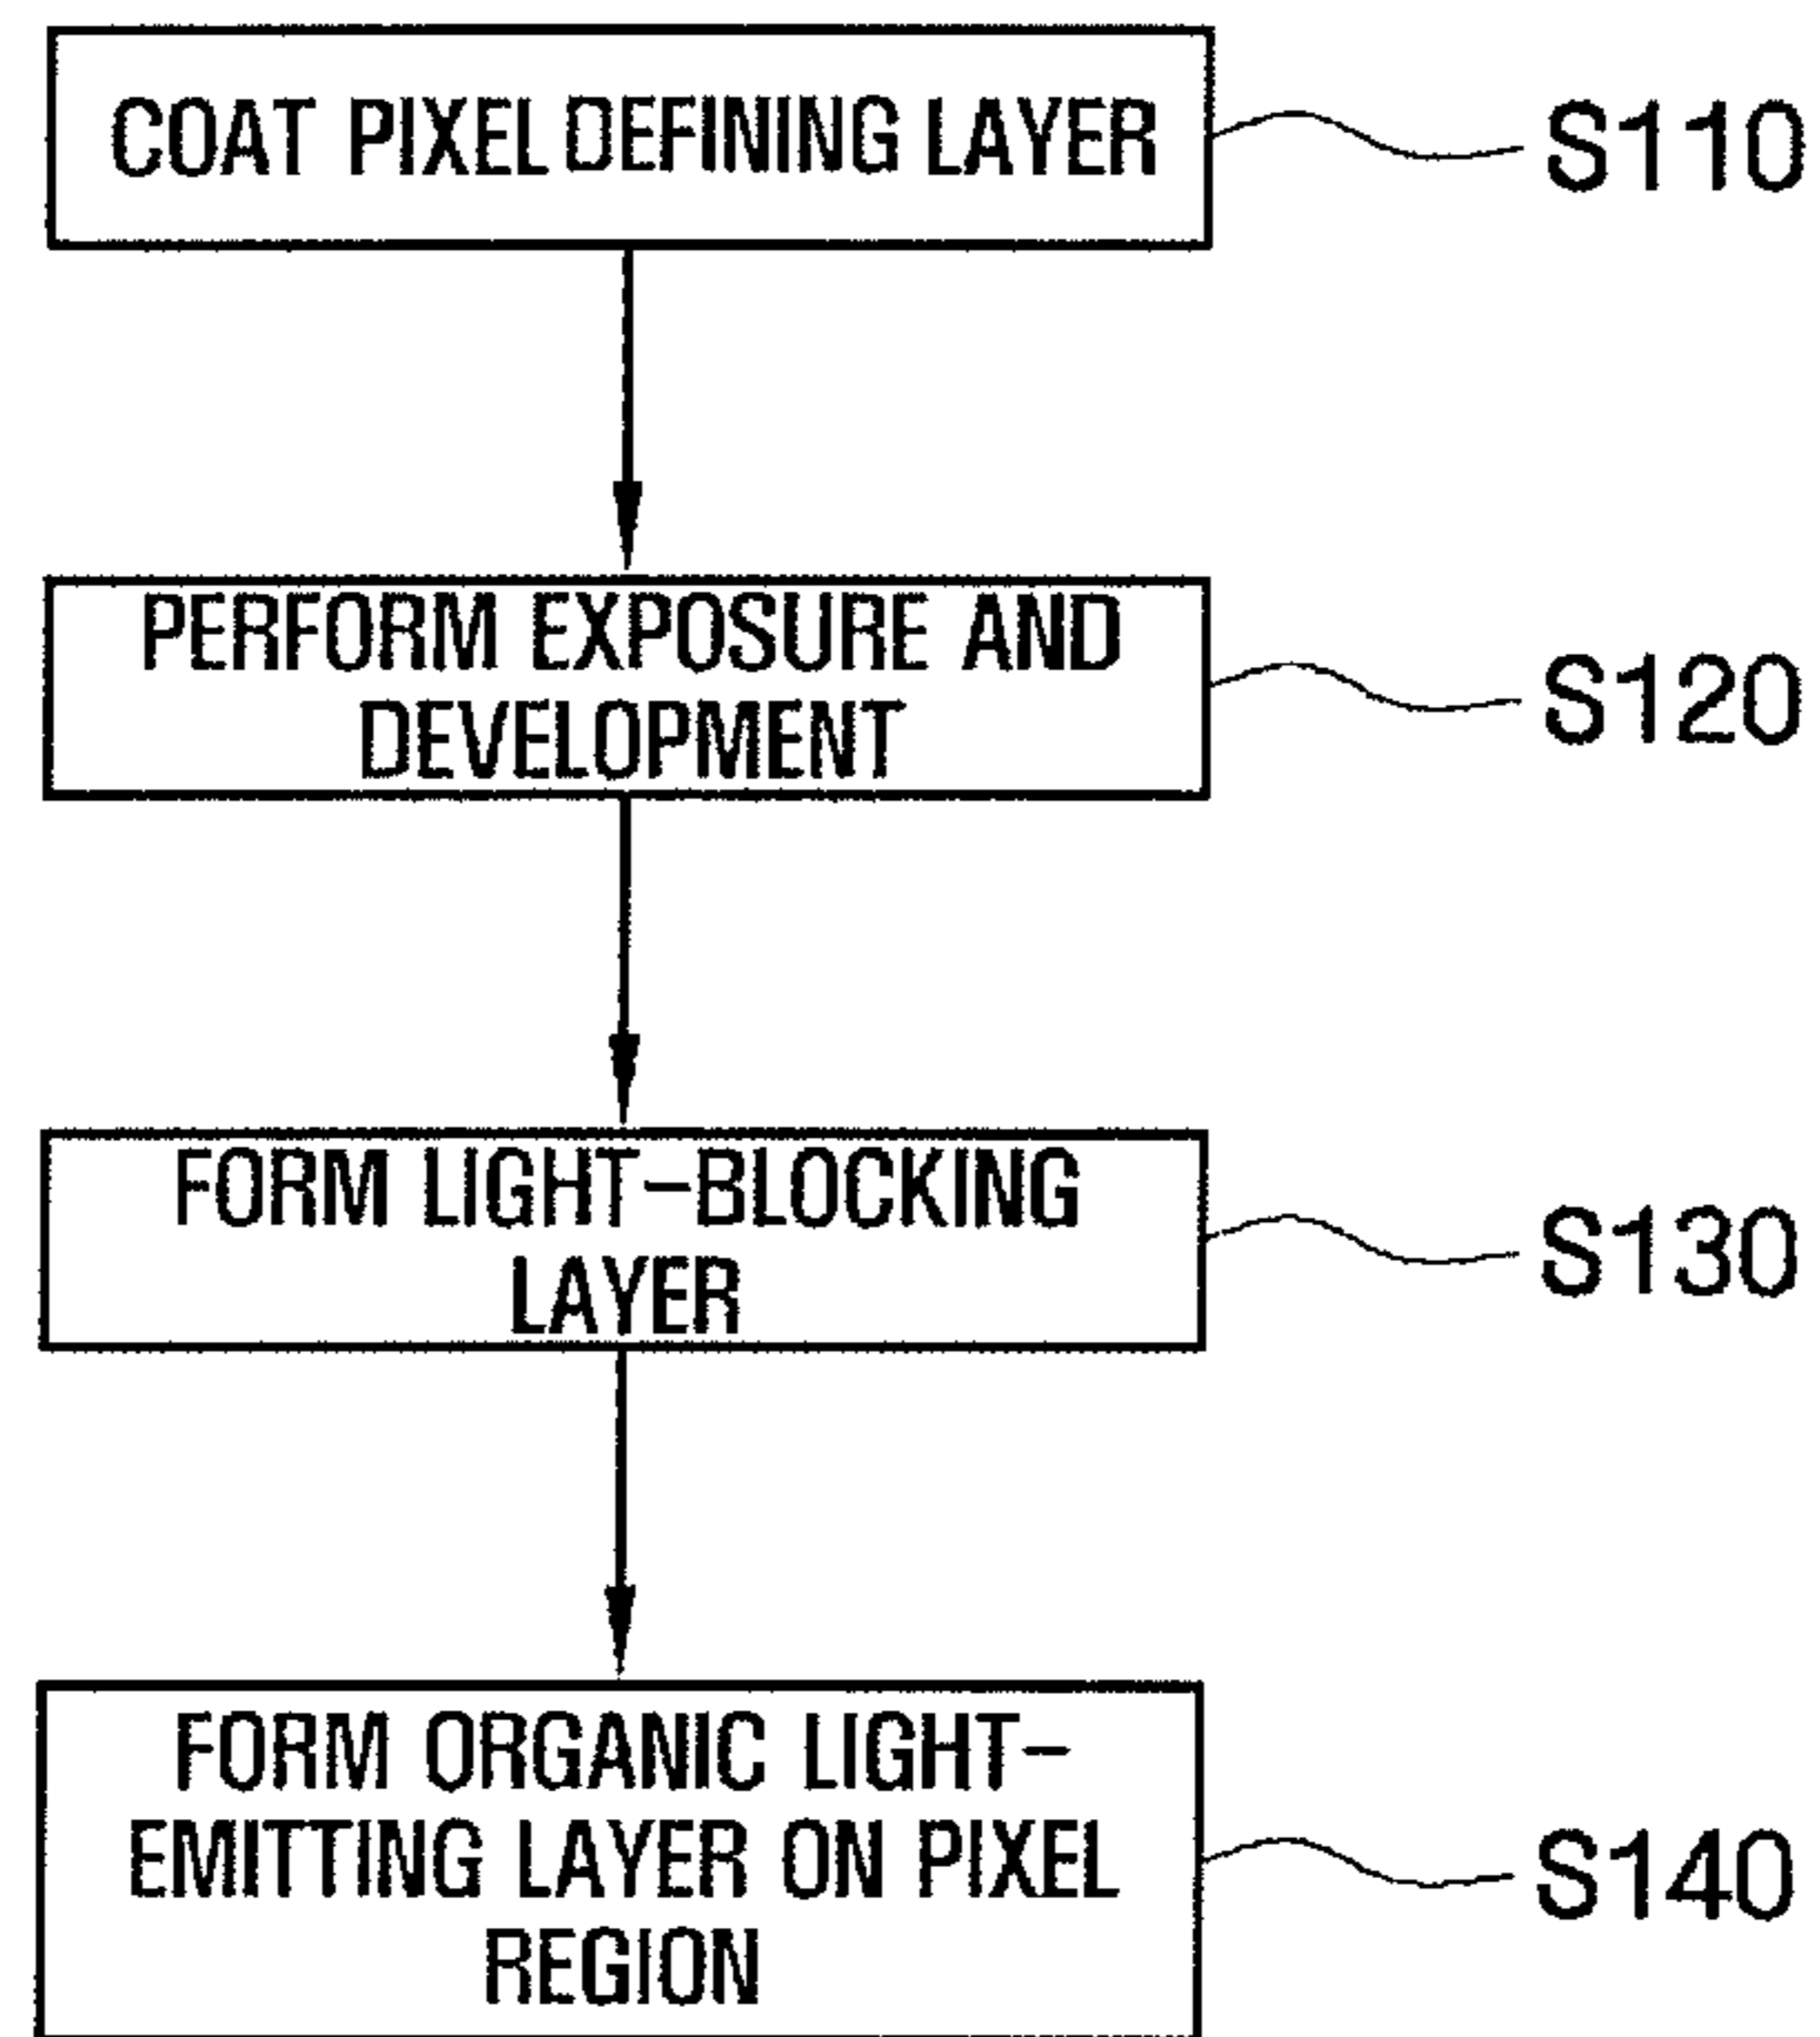 COAT PIXEL DEFINING LAYER
S110
PERFORM EXPOSURE AND
DEVELOPMENT
S120
FORM LIGHT-BLOCKING
LAYER
S130
FORM ORGANIC LIGHT-
EMITTING LAYER ON PIXEL
REGION
S140